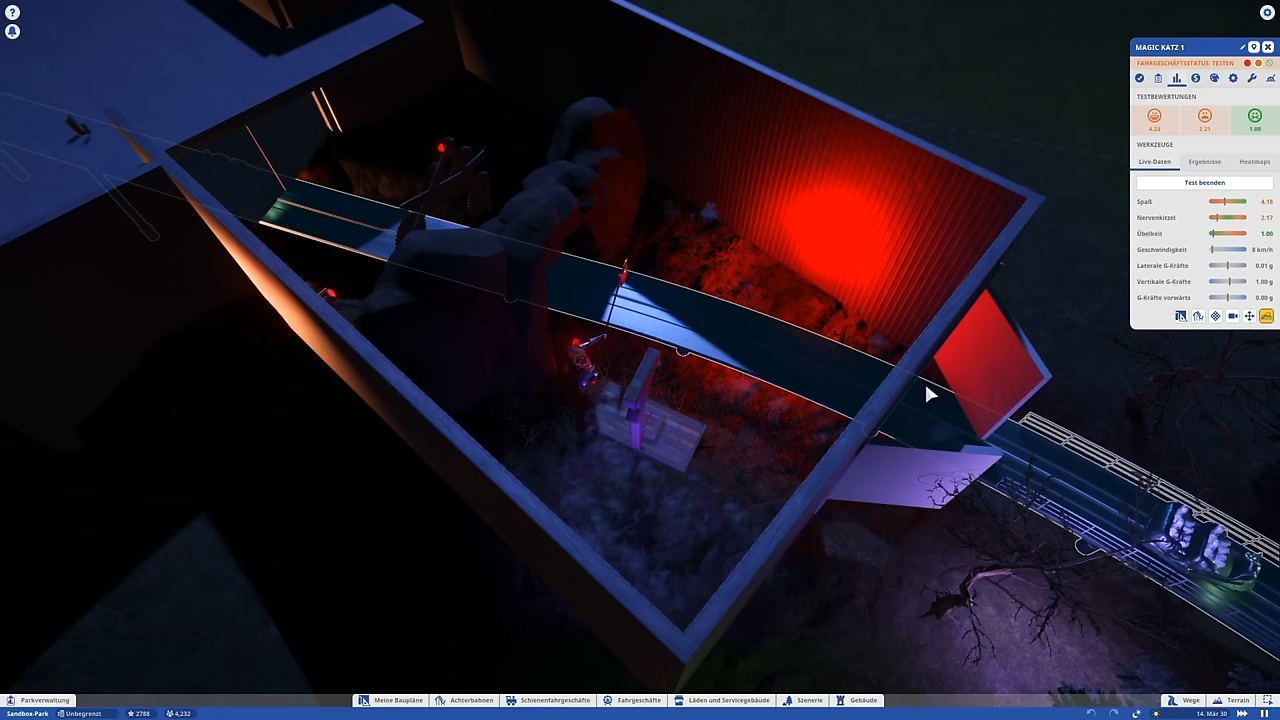 MAGIC KATZ 1
FAHRGESCHÄFTSSTATUS: TESTEN
TESTBEWERTUNGEN
4.23 2.21 1.00
WERKZEUGE
Live-Daten Ergebnisse Heatmaps
Test beenden
Spaß 4.18
Nervenkitzel 2.17
Übelkeit 1.00
Geschwindigkeit 8 km/h
Laterale G-Kräfte 0.01 g
Vertikale G-Kräfte 1.00 g
G-Kräfte vorwärts 0.00 g
Parkverwaltung Meine Baupläne Achterbahnen Schienenfahrgeschäfte Fahrgeschäfte Läden und Servicegebäude Szenerie Gebäude Wege Terrain
Sandbox-Park Unbegrenzt 2788 4,232 14. Mär 30